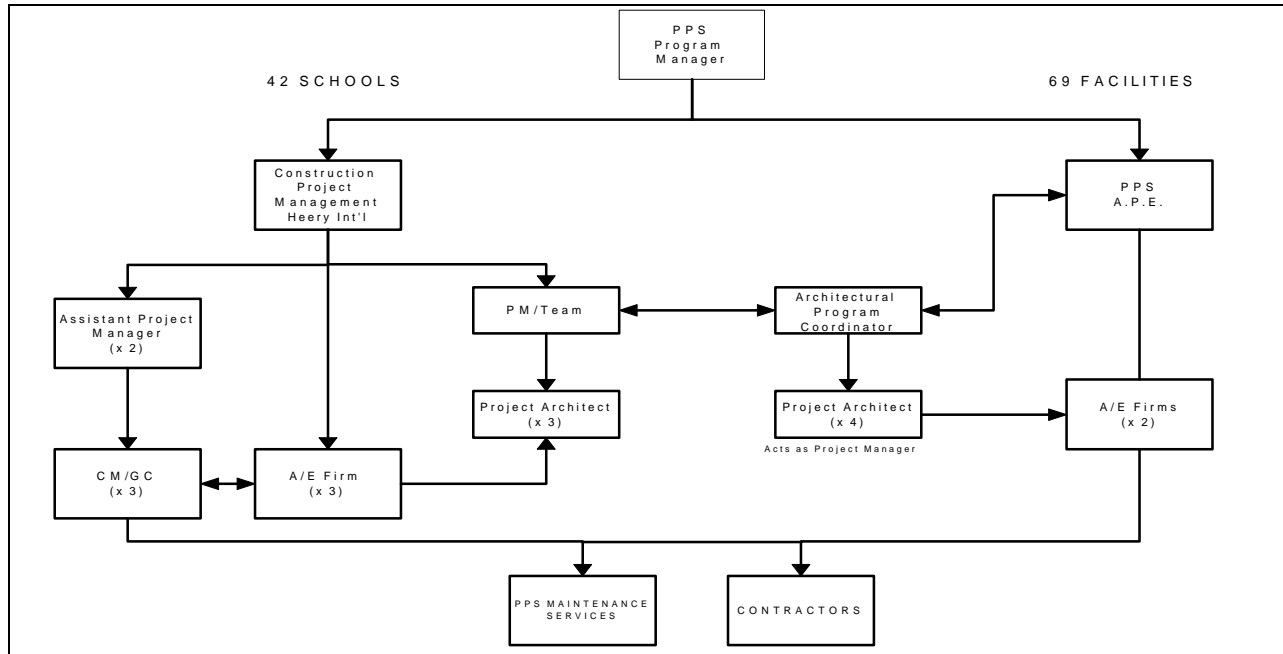 PPS
Program
Manager
42 SCHOOLS
69 FACILITIES
Construction
Project
Management
Heery Int'l
PPS
A.P.E.
Assistant Project
Manager
(x 2)
PM/Team
Architectural
Program
Coordinator
Project Architect
(x 3)
Project Architect
(x 4)
Acts as Project Manager
A/E Firms
(x 2)
CM/GC
(x 3)
A/E Firm
(x 3)
PPS MAINTENANCE
SERVICES
CONTRACTORS